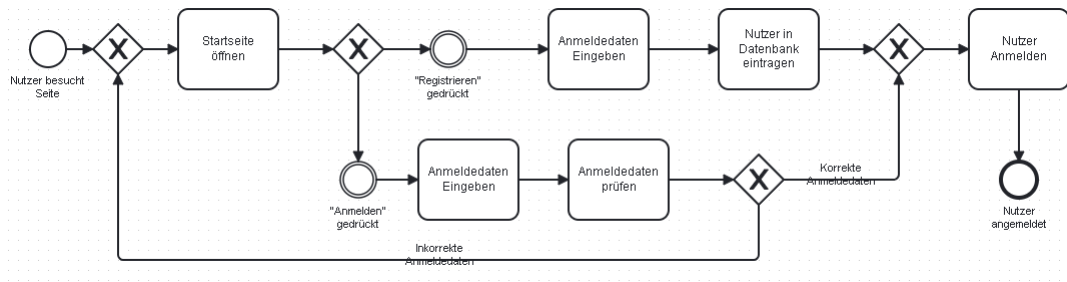 Nutzer besucht
Seite
Startseite
öffnen
"Registrieren"
gedrückt
Anmeldedaten
Eingeben
Nutzer in
Datenbank
eintragen
Nutzer
Anmelden
"Anmelden"
gedrückt
Anmeldedaten
Eingeben
Anmeldedaten
prüfen
Korrekte
Anmeldedaten
Nutzer
angemeldet
Inkorrekte
Anmeldedaten